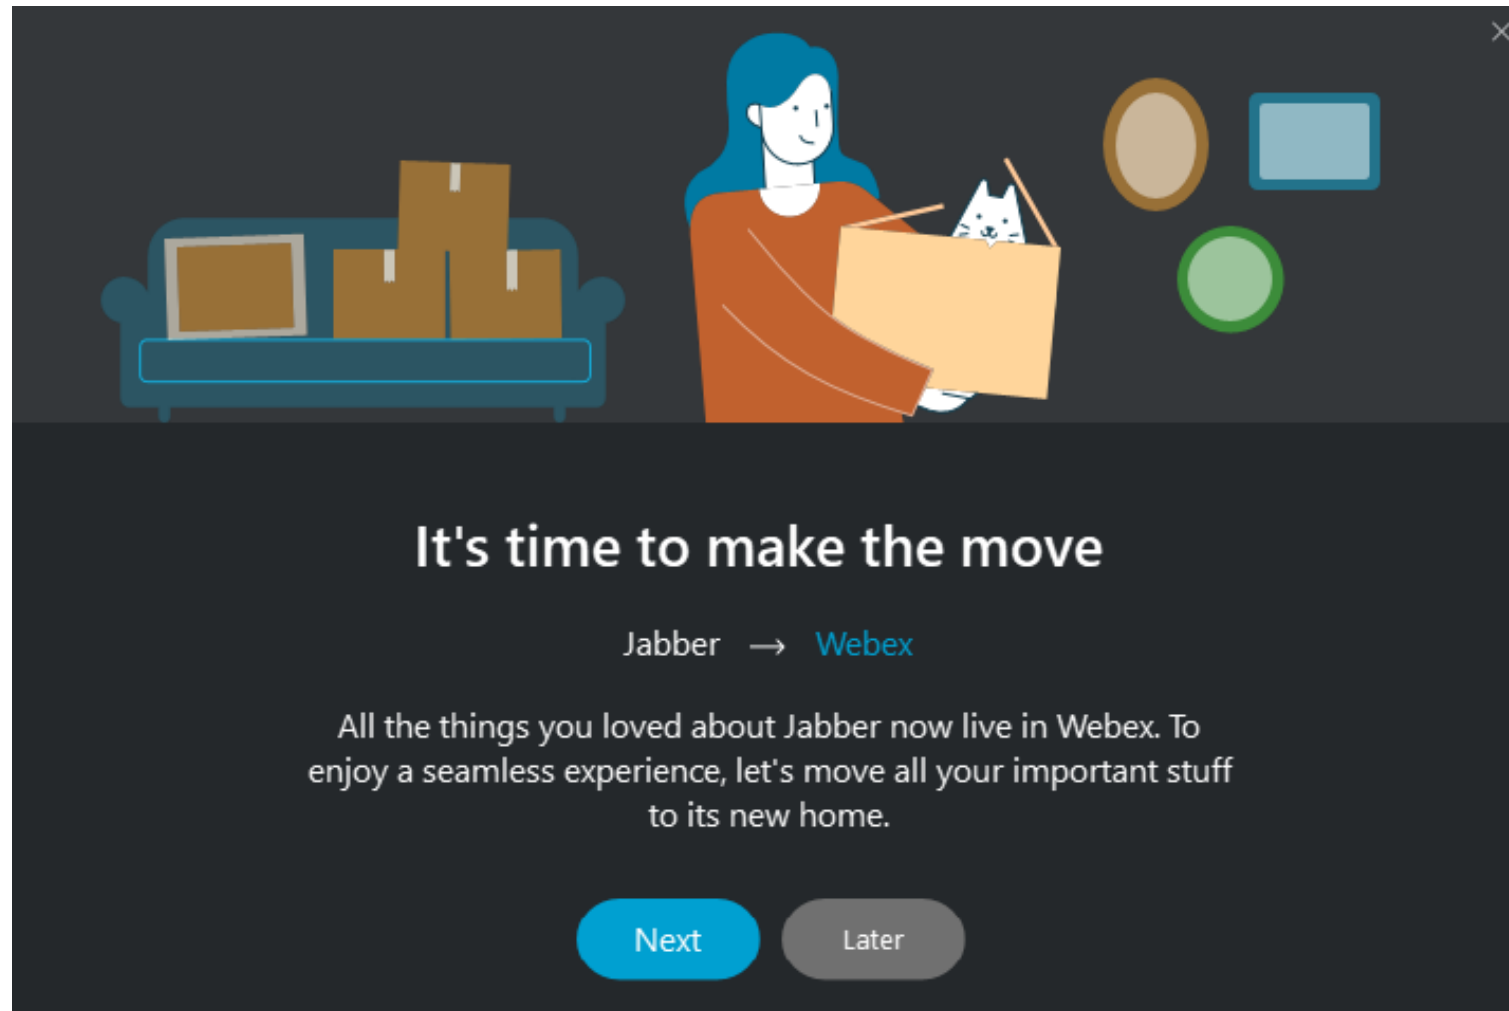 It's time to make the move
Jabber → Webex
All the things you loved about Jabber now live in Webex. To
enjoy a seamless experience, let's move all your important stuff
to its new home.
Next
Later